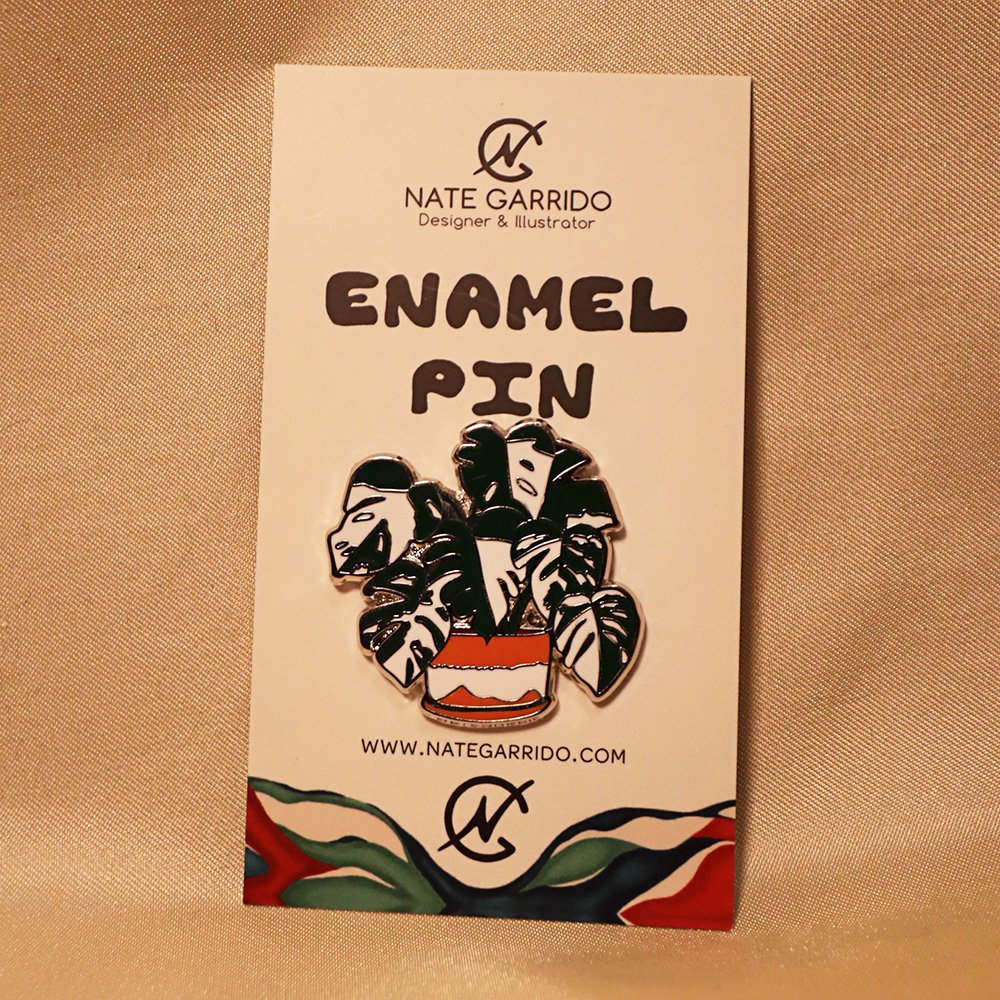 NATE GARRIDO
Designer & Illustrator
ENAMEL
PIN
WWW.NATEGARRIDO.COM